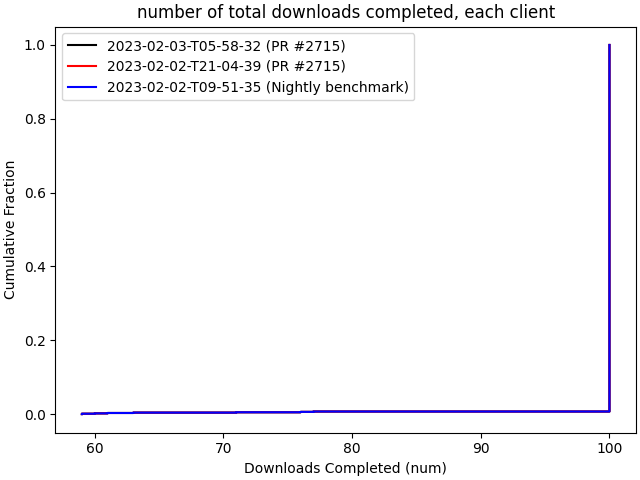 number of total downloads completed, each client
2023-02-03-T05-58-32 (PR #2715)
2023-02-02-T21-04-39 (PR #2715)
2023-02-02-T09-51-35 (Nightly benchmark)
Cumulative Fraction
1.0
0.8
0.6
0.4
0.2
0.0
60 70 80 90 100
Downloads Completed (num)